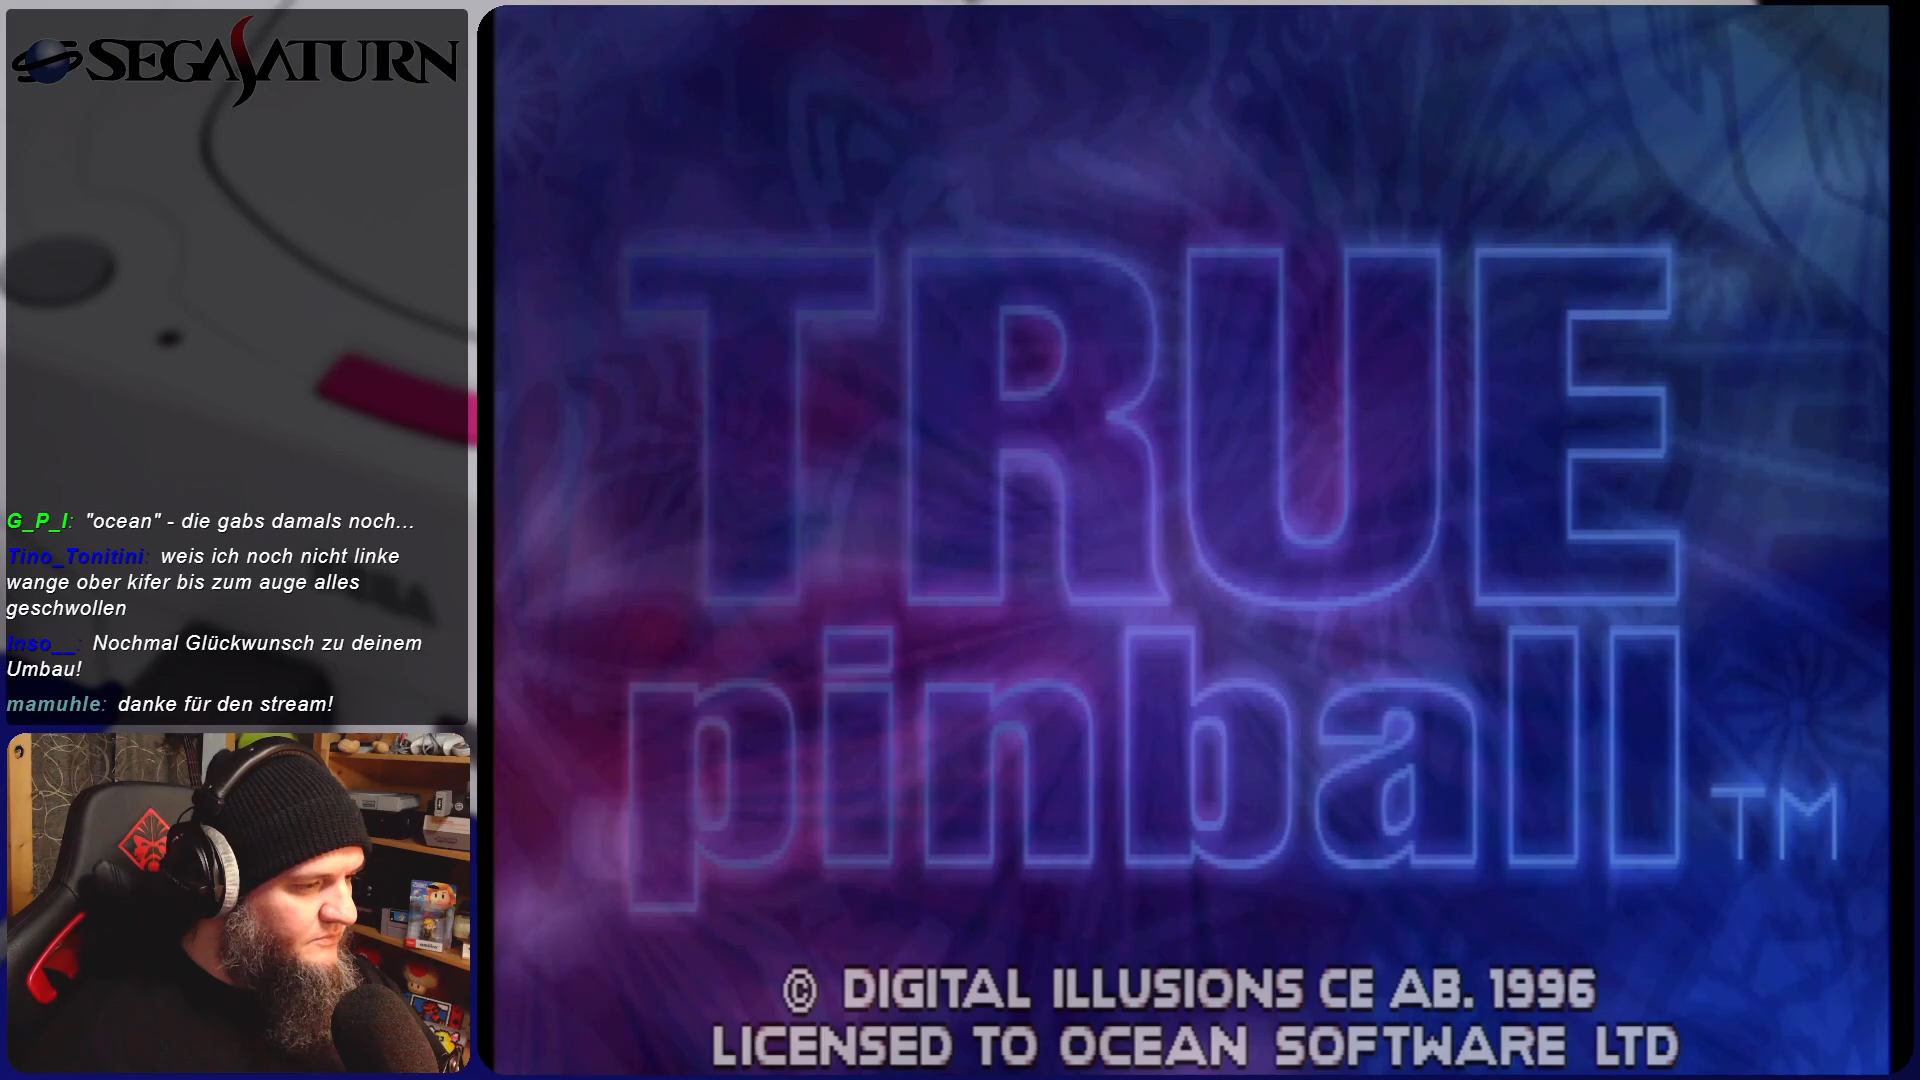 SEGA SATURN
G_P_I: "ocean" - die gabs damals noch...
Tino_Tonitini: weis ich noch nicht linke
wange ober kifer bis zum auge alles
geschwollen
Inso__: Nochmal Glückwunsch zu deinem
Umbau!
mamuhle: danke für den stream!
TRUE
pinball TM
© DIGITAL ILLUSIONS CE AB. 1996
LICENSED TO OCEAN SOFTWARE LTD